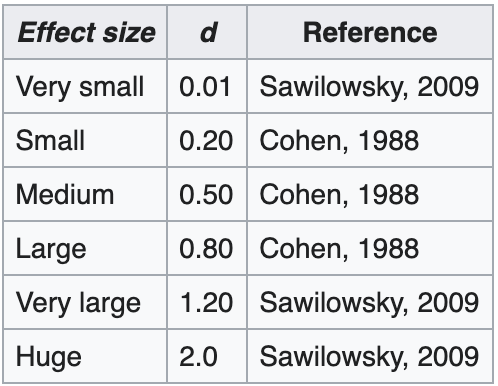 Effect size d Reference
Very small 0.01 Sawilowsky, 2009
Small 0.20 Cohen, 1988
Medium 0.50 Cohen, 1988
Large 0.80 Cohen, 1988
Very large 1.20 Sawilowsky, 2009
Huge 2.0 Sawilowsky, 2009